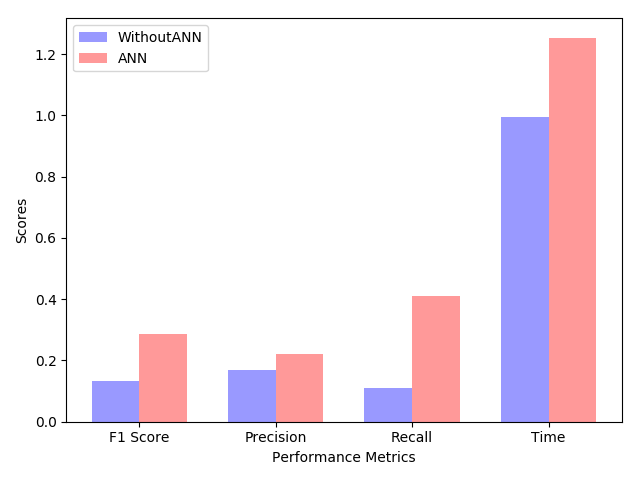 WithoutANN
ANN
1.2
1.0
0.8
0.6
0.4
0.2
0.0
Scores
F1 Score Precision Recall Time
Performance Metrics